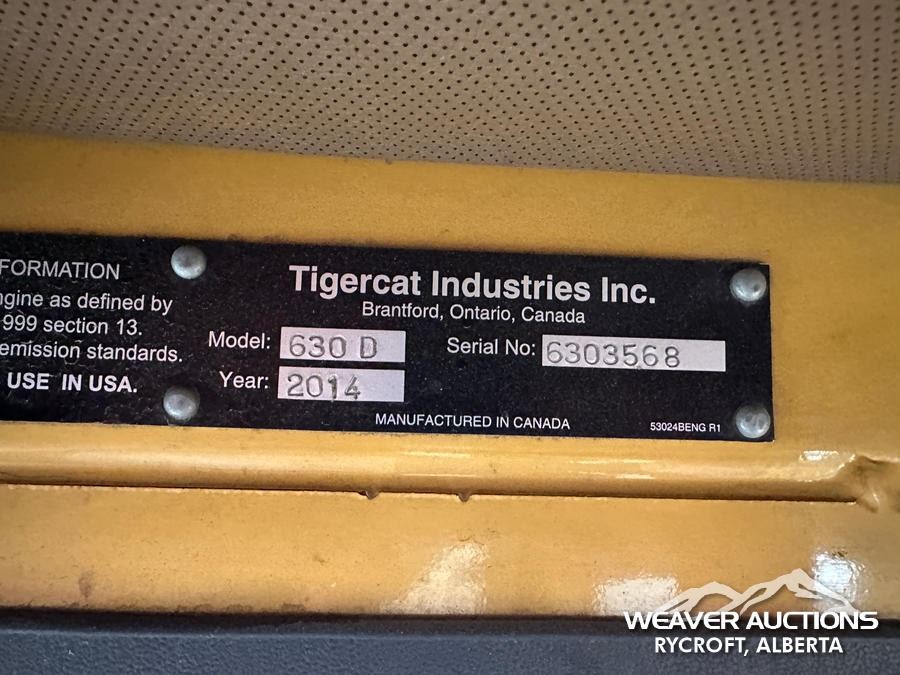 FORMATION
ngine as defined by
999 section 13.
emission standards.
USE IN USA.
Tigercat Industries Inc.
Brantford, Ontario, Canada
Model: 630 D
Serial No: 6303568
Year: 2014
MANUFACTURED IN CANADA
53024BENG R1
WEAVER AUCTIONS
RYCROFT, ALBERTA